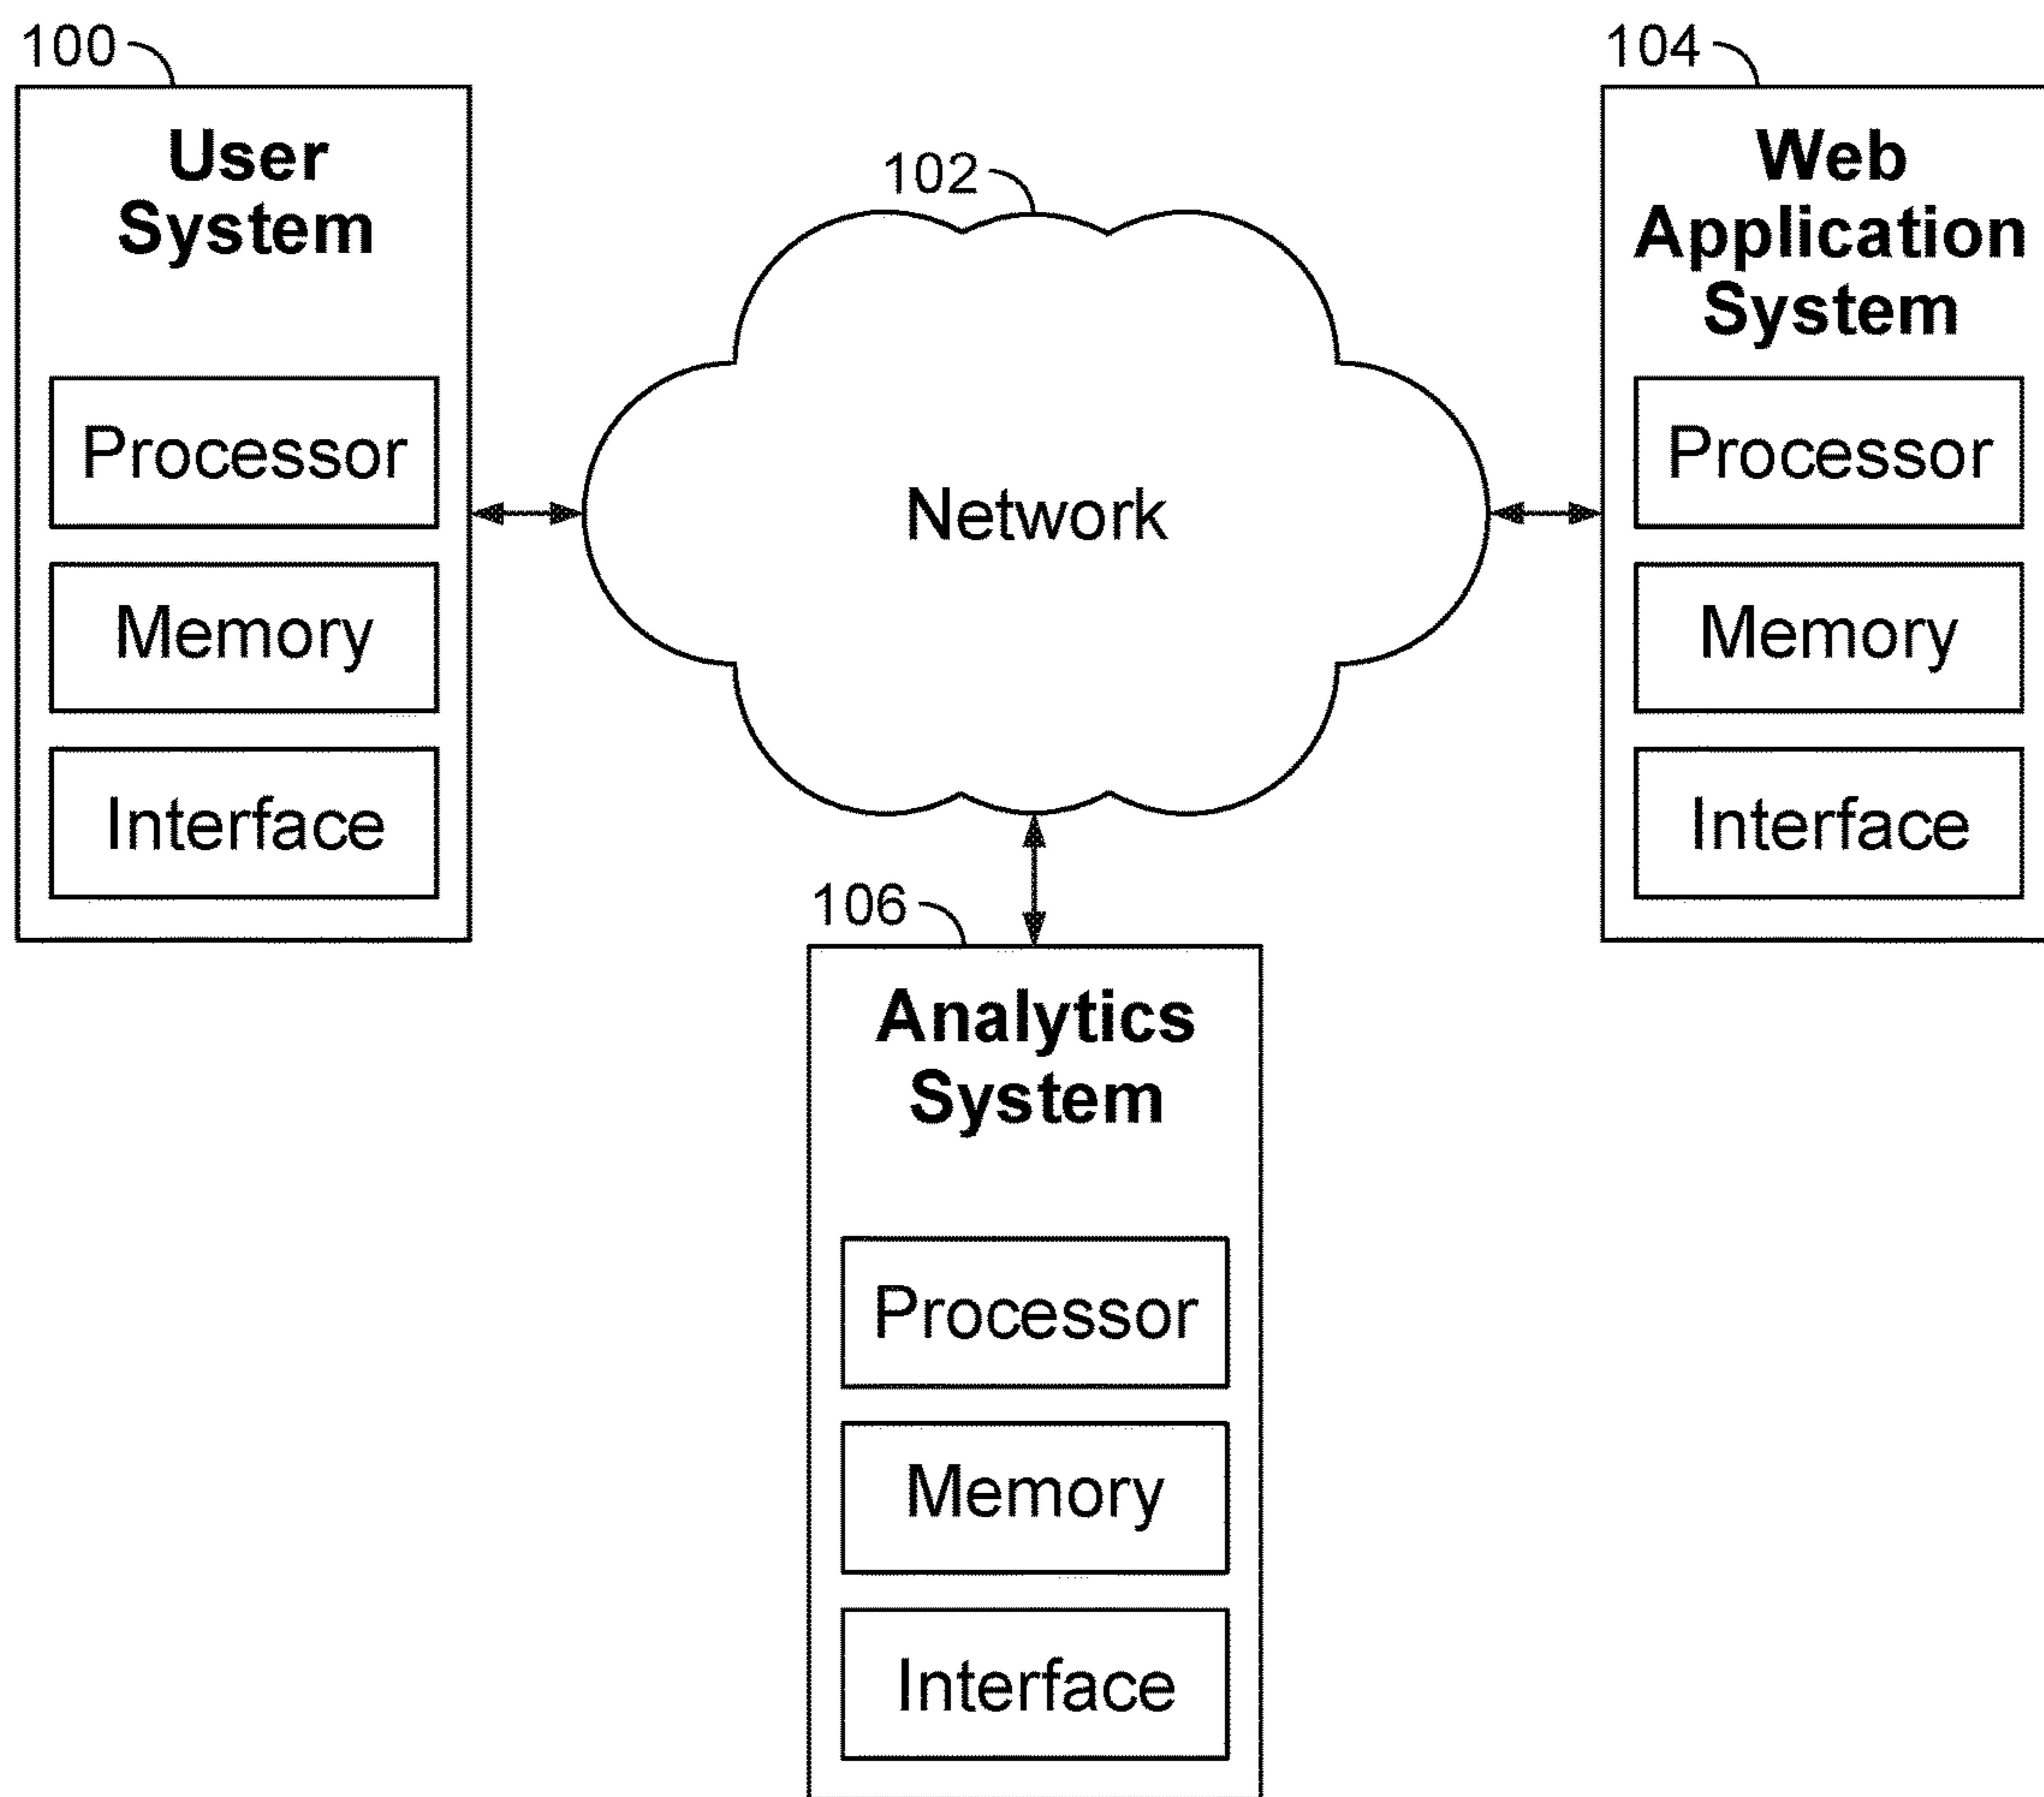 100
User
System
Processor
Memory
Interface
102
Network
104
Web
Application
System
Processor
Memory
Interface
106
Analytics
System
Processor
Memory
Interface